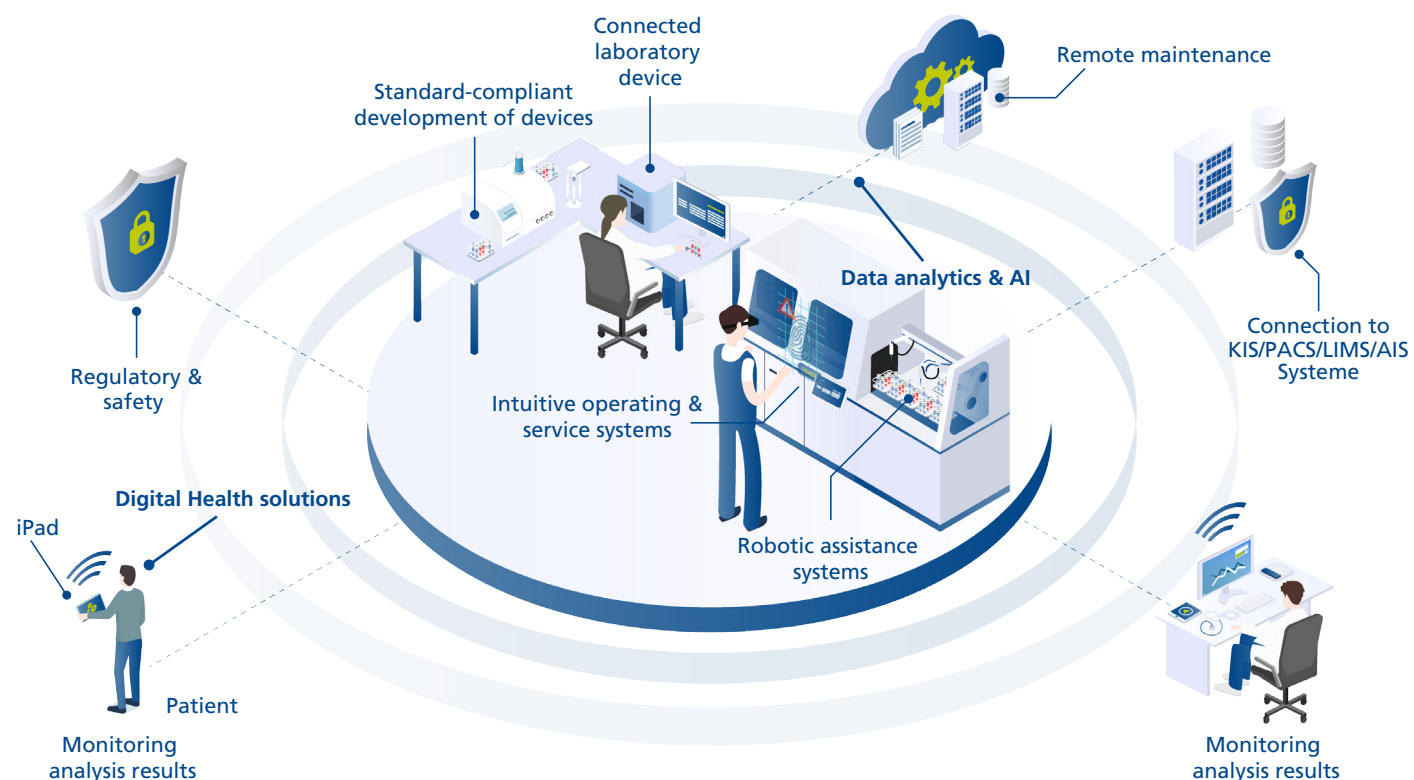 Connected
laboratory
device
Remote maintenance
Standard-compliant
development of devices
Data analytics & AI
Connection to
KIS/PACS/LIMS/AIS
Systeme
Regulatory &
safety
Intuitive operating &
service systems
Digital Health solutions
iPad
Robotic assistance
systems
Patient
Monitoring
analysis results
Monitoring
analysis results